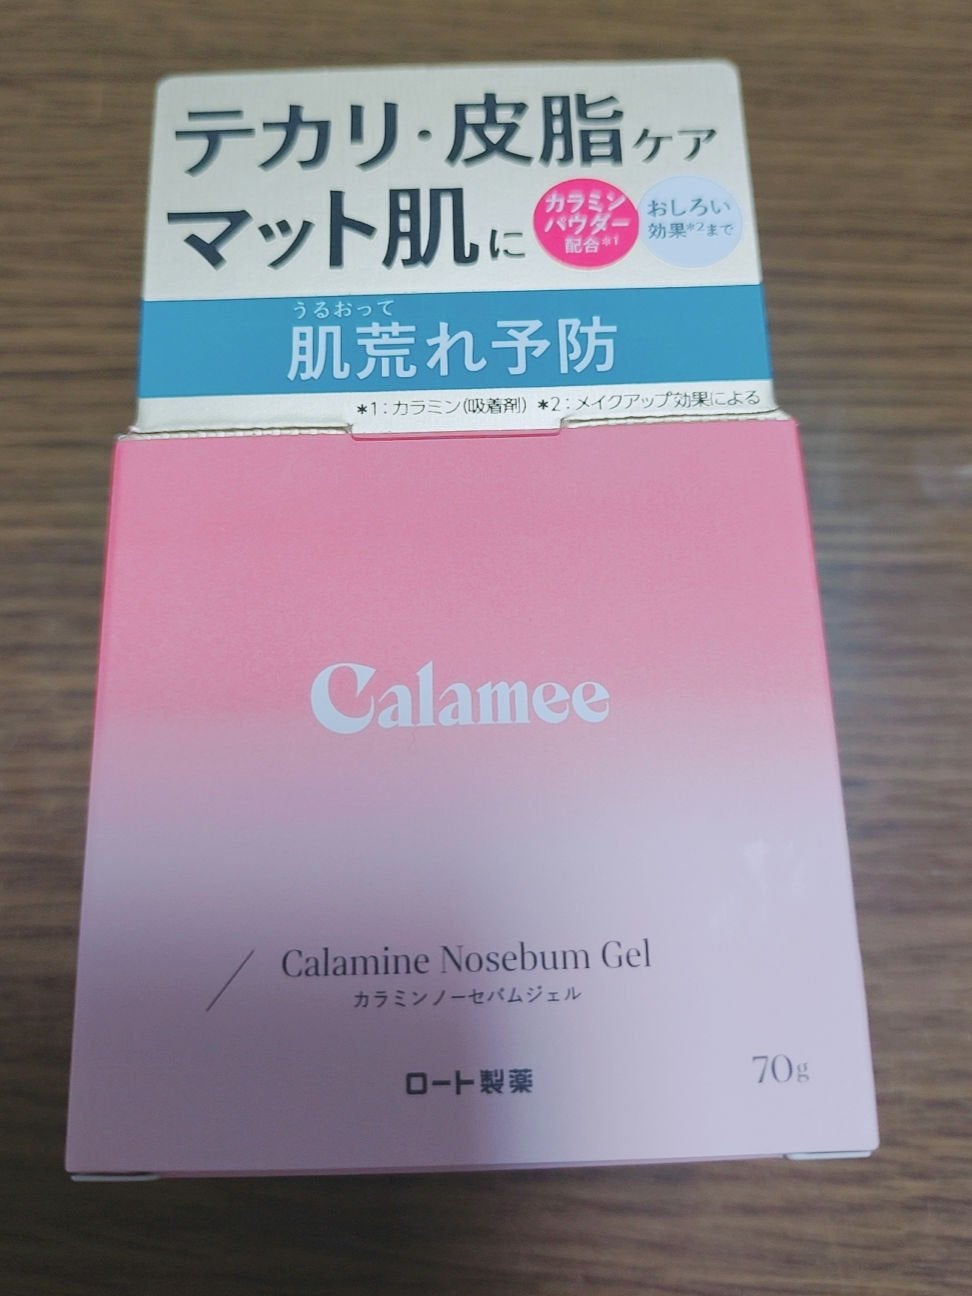 テカリ・皮脂ケア
マット肌に
カラミン
パウダー
配合*1
おしろい
効果*2まで
うるおって
肌荒れ予防
*1:カラミン(吸着剤) *2:メイクアップ効果による
Calamee
Calamine Nosebum Gel
カラミンノーセバムジェル
ロート製薬
70g